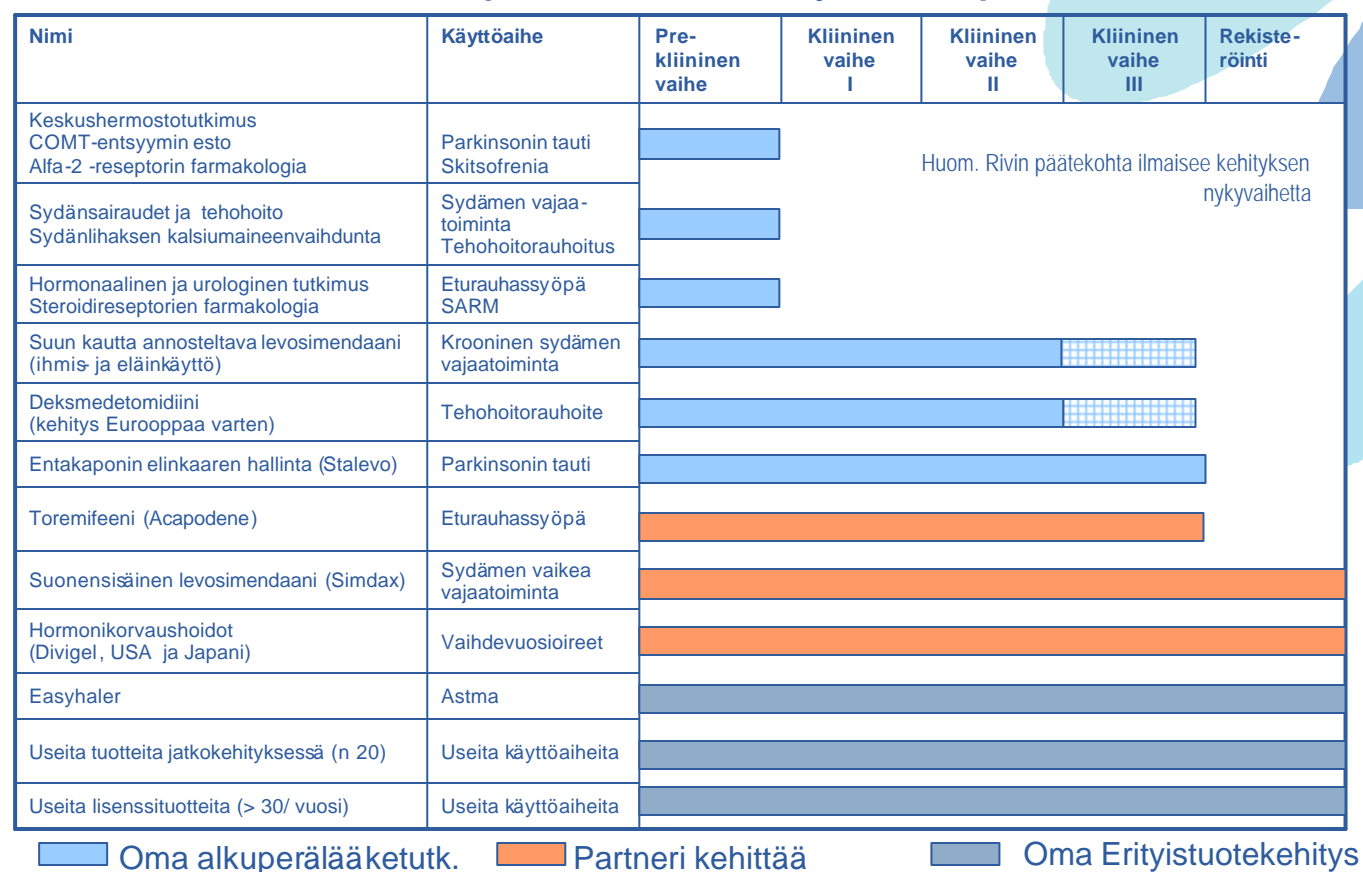 Nimi
Käyttöaihe
Pre-
kliininen
vaihe
Kliininen
vaihe
I
Kliininen
vaihe
II
Kliininen
vaihe
III
Rekiste-
röinti
Keskushermostotutkimus
COMT-entsyymin esto
Alfa-2 -reseptorin farmakologia
Parkinsonin tauti
Skitsofrenia
Huom. Rivin päätekohta ilmaisee kehityksen
nykyvaihetta
Sydänsairaudet ja tehohoito
Sydänlihaksen kalsiumaineenvaihdunta
Sydämen vajaa-
toiminta
Tehohoitorauhoitus
Hormonaalinen ja urologinen tutkimus
Steroidireseptorien farmakologia
Eturauhassyöpä
SARM
Suun kautta annosteltava levosimendaani
(ihmis- ja eläinkäyttö)
Krooninen sydämen
vajaatoiminta
Deksmedetomidiini
(kehitys Eurooppaa varten)
Tehohoitorauhoite
Entakaponin elinkaaren hallinta (Stalevo)
Parkinsonin tauti
Toremifeeni (Acapodene)
Eturauhassyöpä
Suonensisäinen levosimendaani (Simdax)
Sydämen vaikea
vajaatoiminta
Hormonikorvaushoidot
(Divigel, USA ja Japani)
Vaihdevuosioireet
Easyhaler
Astma
Useita tuotteita jatkokehityksessä (n 20)
Useita käyttöaiheita
Useita lisenssituotteita (> 30/ vuosi)
Useita käyttöaiheita
Oma alkuperälääketutk.
Partneri kehittää
Oma Erityistuotekehitys